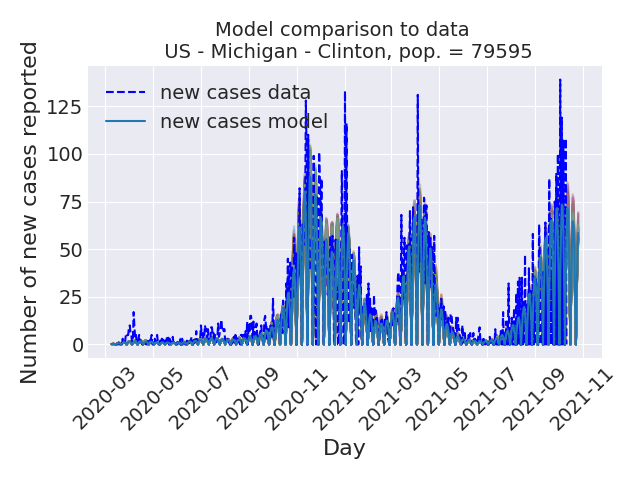 Model comparison to data
US - Michigan - Clinton, pop. = 79595
Number of new cases reported
125
100
75
50
25
0
new cases data
new cases model
2020-03
2020-05
2020-07
2020-09
2020-11
2021-01
2021-03
2021-05
2021-07
2021-09
2021-11
Day